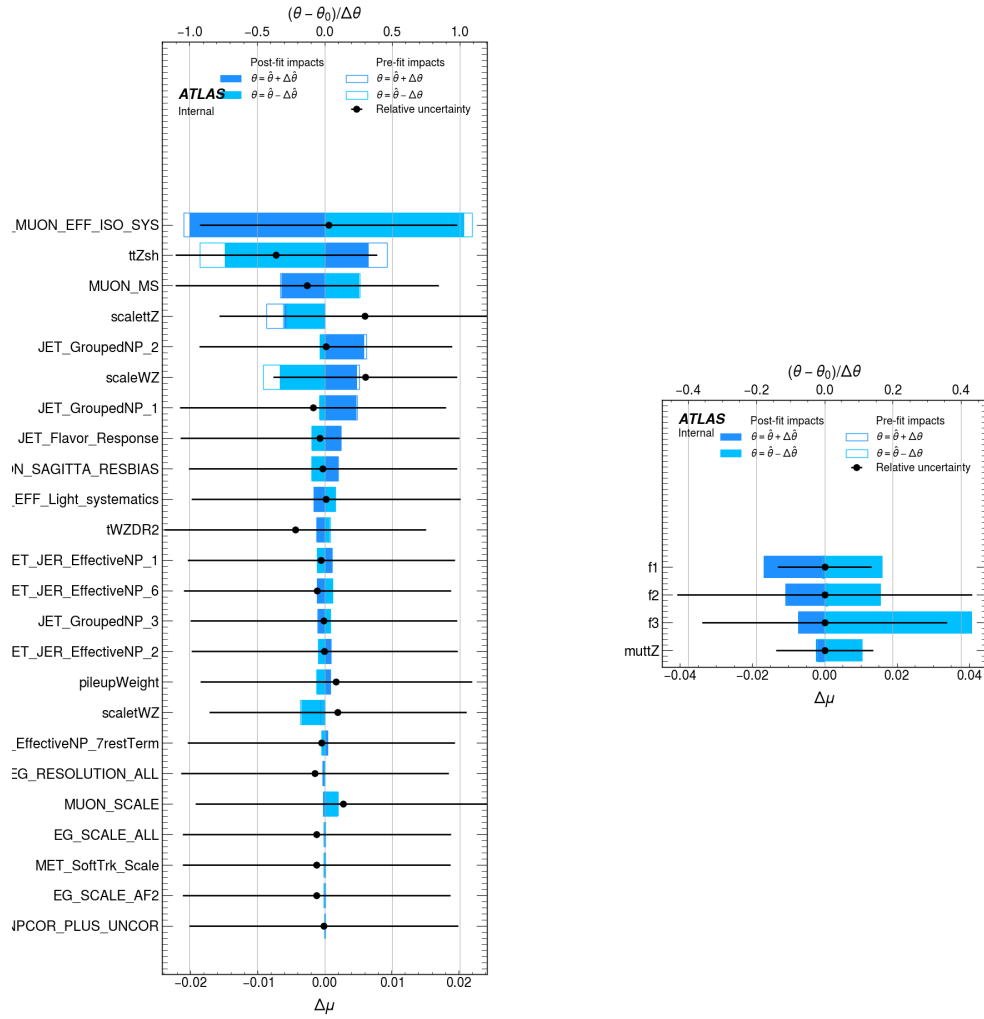 (θ − θ₀)/Δθ
−1.0 −0.5 0.0 0.5 1.0
Post-fit impacts Pre-fit impacts
θ = θ̂ + Δθ̂ θ = θ̂ + Δθ
ATLAS θ = θ̂ − Δθ̂ θ = θ̂ − Δθ
Internal Relative uncertainty
_MUON_EFF_ISO_SYS
ttZsh
MUON_MS
scalettZ
JET_GroupedNP_2
scaleWZ
JET_GroupedNP_1
JET_Flavor_Response
ON_SAGITTA_RESBIAS
_EFF_Light_systematics
tWZDR2
ET_JER_EffectiveNP_1
ET_JER_EffectiveNP_6
JET_GroupedNP_3
ET_JER_EffectiveNP_2
pileupWeight
scaletWZ
_EffectiveNP_7restTerm
EG_RESOLUTION_ALL
MUON_SCALE
EG_SCALE_ALL
MET_SoftTrk_Scale
EG_SCALE_AF2
NPCOR_PLUS_UNCOR
−0.02 −0.01 0.00 0.01 0.02
Δμ
(θ − θ₀)/Δθ
−0.4 −0.2 0.0 0.2 0.4
ATLAS Post-fit impacts Pre-fit impacts
Internal θ = θ̂ + Δθ̂ θ = θ̂ + Δθ
θ = θ̂ − Δθ̂ θ = θ̂ − Δθ
Relative uncertainty
f1
f2
f3
muttZ
−0.04 −0.02 0.00 0.02 0.04
Δμ